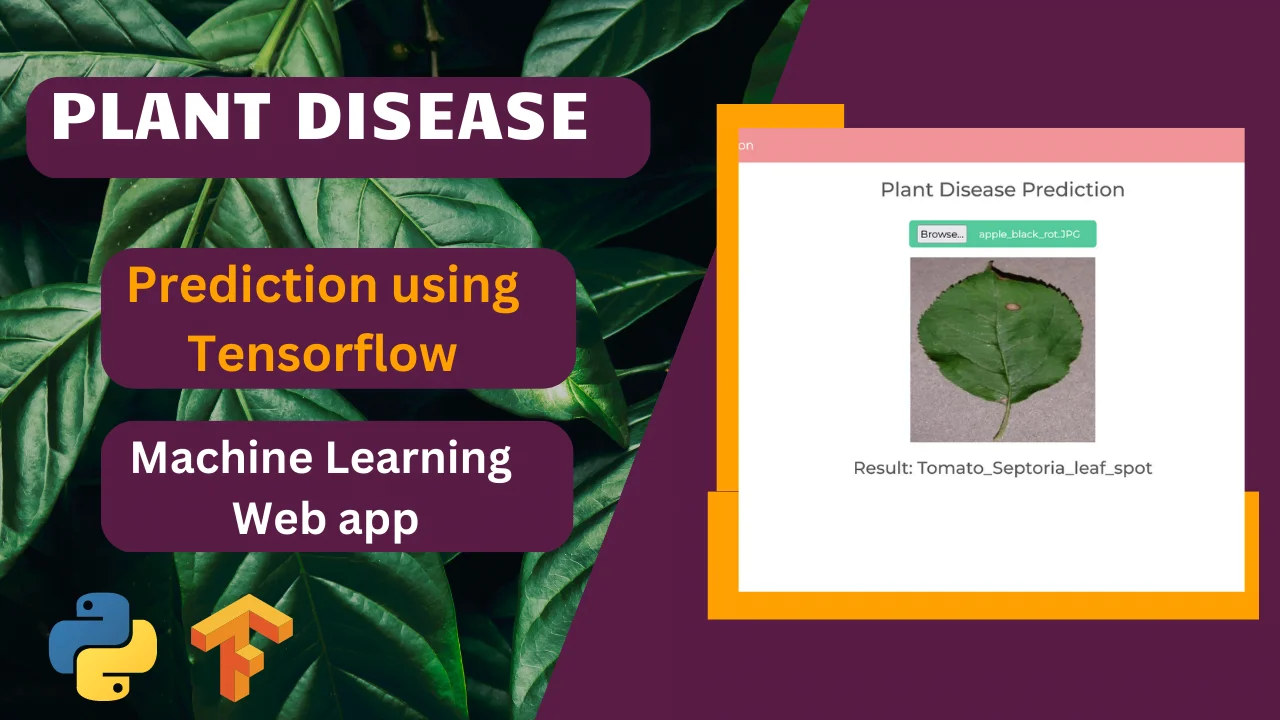 PLANT DISEASE
Prediction using
Tensorflow
Machine Learning
Web app
on
Plant Disease Prediction
Browse... apple_black_rot.JPG
Result: Tomato_Septoria_leaf_spot